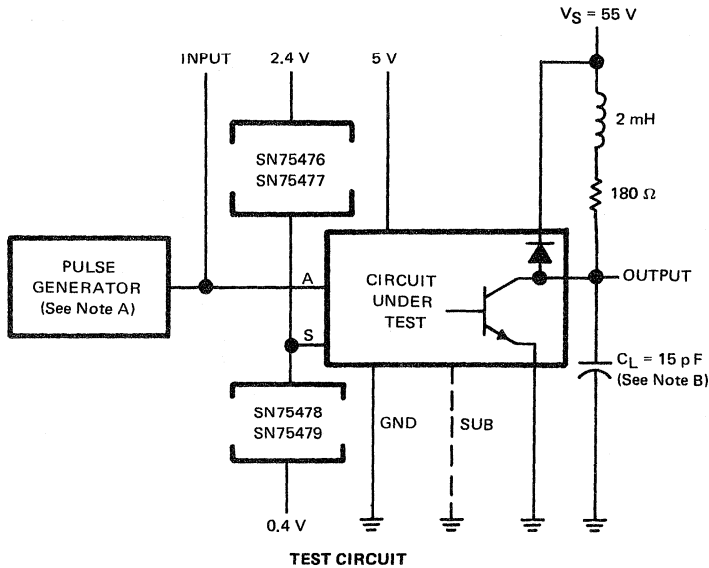 VS = 55 V
INPUT
2.4 V
5 V
2 mH
SN75476
SN75477
180 Ω
PULSE
GENERATOR
(See Note A)
A
CIRCUIT
UNDER
TEST
OUTPUT
S
CL = 15 pF
(See Note B)
SN75478
SN75479
GND
SUB
0.4 V
TEST CIRCUIT